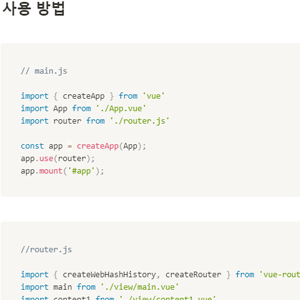 사용 방법
// main.js
import { createApp } from 'vue'
import App from './App.vue'
import router from './router.js'
const app = createApp(App);
app.use(router);
app.mount('#app');
//router.js
import { createWebHashHistory, createRouter } from 'vue-rout
import main from './view/main.vue'
import content1 from './view/content1.vue'